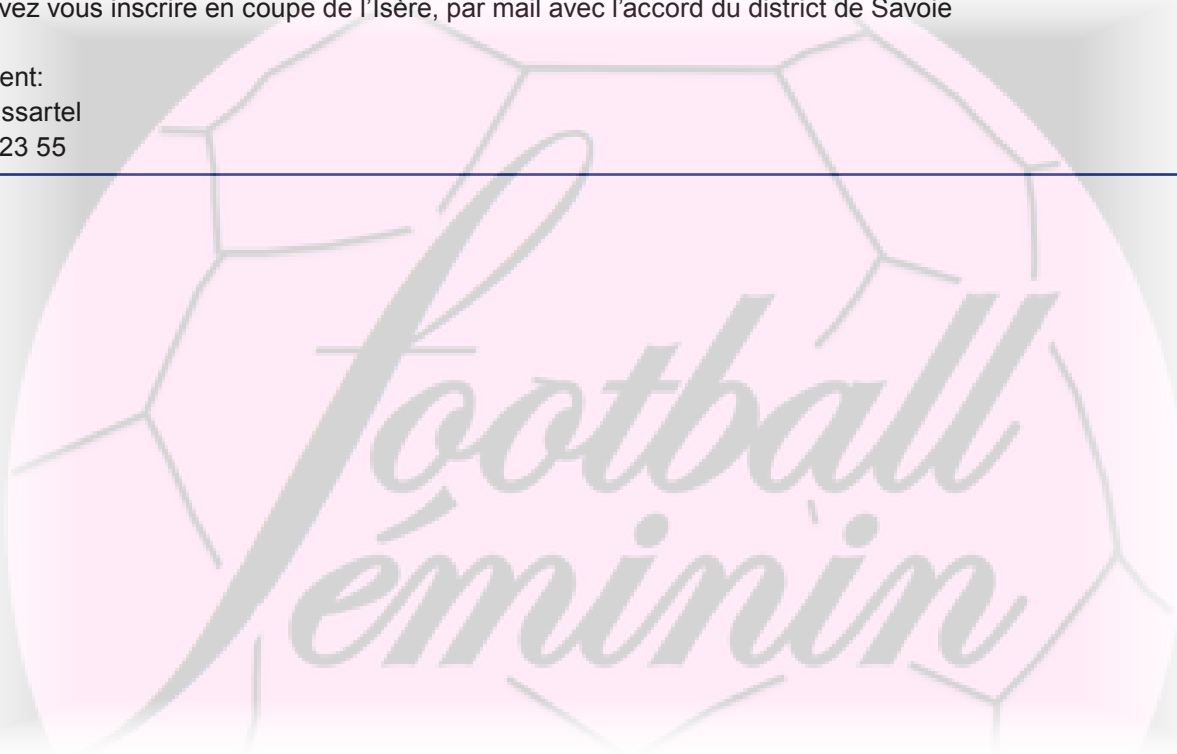 vez vous inscrire en coupe de l'Isère, par mail avec l'accord du district de Savoie
ent:
ssartel
23 55
football
féminin